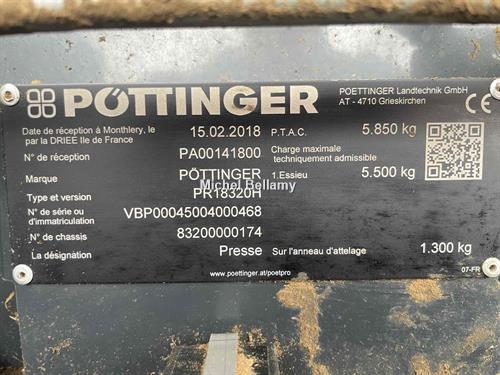 PÖTTINGER
POETTINGER Landtechnik GmbH
AT - 4710 Grieskirchen
CE
Date de réception à Monthlery, le
par la DRIEE Ile de France
15.02.2018
P.T.A.C.
5.850 kg
N° de réception
PA00141800
Charge maximale
techniquement admissible
Marque
PÖTTINGER
1.Essieu
5.500 kg
Michel Bellamy
Type et version
PR18320H
N° de série ou
d'immatriculation
VBP00045004000468
N° de chassis
83200000174
La désignation
Presse
Sur l'anneau d'attelage
1.300 kg
www.poettinger.at/poetpro
07-FR